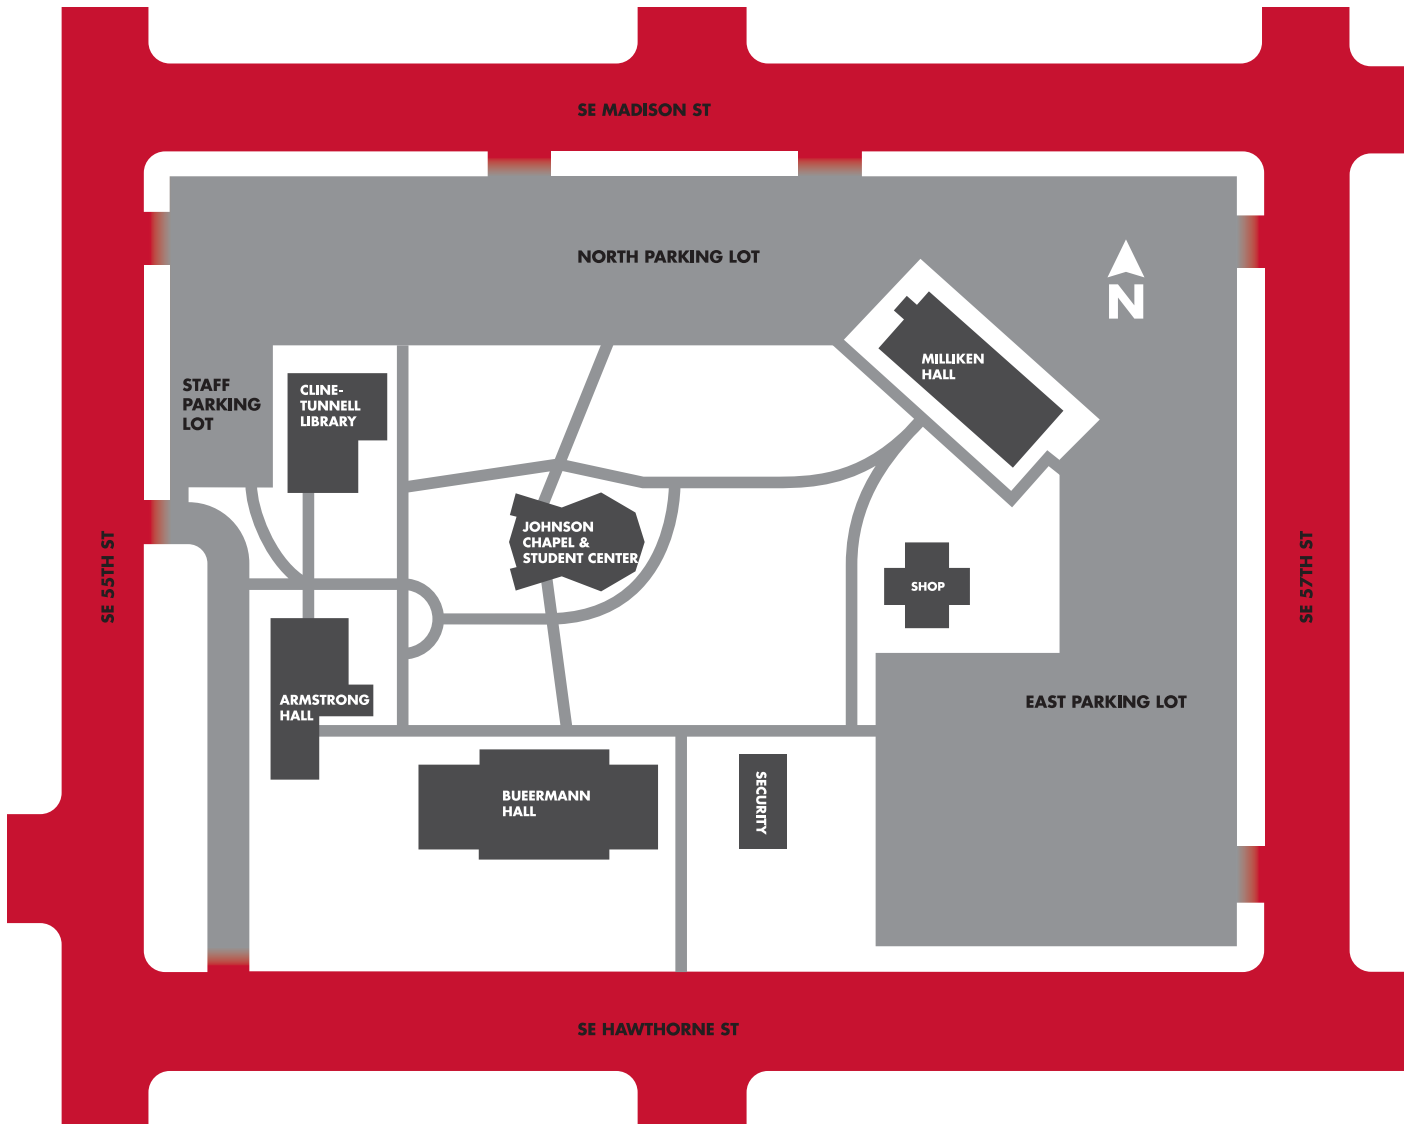 SE MADISON ST
NORTH PARKING LOT
N
MILLIKEN
HALL
STAFF
PARKING
LOT
CLINE-
TUNNELL
LIBRARY
JOHNSON
CHAPEL &
STUDENT CENTER
SE 55TH ST
SE 57TH ST
SHOP
ARMSTRONG
HALL
EAST PARKING LOT
BUEERMANN
HALL
SECURITY
SE HAWTHORNE ST